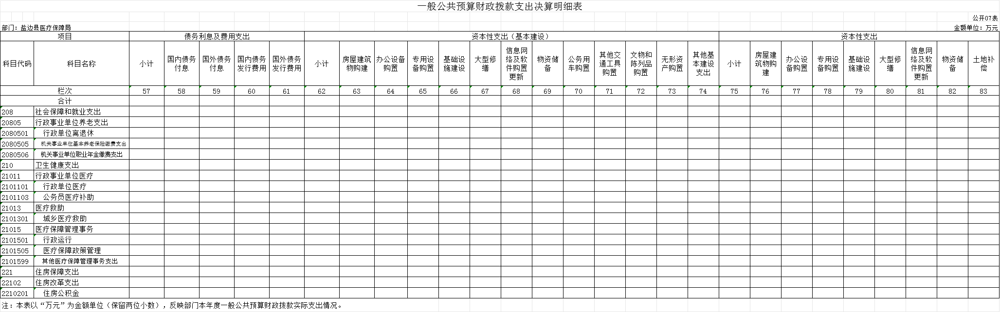 一般公共预算财政拨款支出决算明细表
公开07表
部门：盐边县医疗保障局 金额单位：万元
项目 债务利息及费用支出 资本性支出（基本建设） 资本性支出
科目代码 科目名称 小计 国内债务付息 国外债务付息 国内债务发行费用 国外债务发行费用 小计 房屋建筑物购建 办公设备购置 专用设备购置 基础设施建设 大型修缮 信息网络及软件购置更新 物资储备 公务用车购置 其他交通工具购置 文物和陈列品购置 无形资产购置 其他基本建设支出 小计 房屋建筑物购建 办公设备购置 专用设备购置 基础设施建设 大型修缮 信息网络及软件购置更新 物资储备 土地补偿
栏次 57 58 59 60 61 62 63 64 65 66 67 68 69 70 71 72 73 74 75 76 77 78 79 80 81 82 83
合计
208 社会保障和就业支出
20805 行政事业单位养老支出
2080501 行政单位离退休
2080505 机关事业单位基本养老保险缴费支出
2080506 机关事业单位职业年金缴费支出
210 卫生健康支出
21011 行政事业单位医疗
2101101 行政单位医疗
2101103 公务员医疗补助
21013 医疗救助
2101301 城乡医疗救助
21015 医疗保障管理事务
2101501 行政运行
2101505 医疗保障政策管理
2101599 其他医疗保障管理事务支出
221 住房保障支出
22102 住房改革支出
2210201 住房公积金
注：本表以“万元”为金额单位（保留两位小数），反映部门本年度一般公共预算财政拨款实际支出情况。